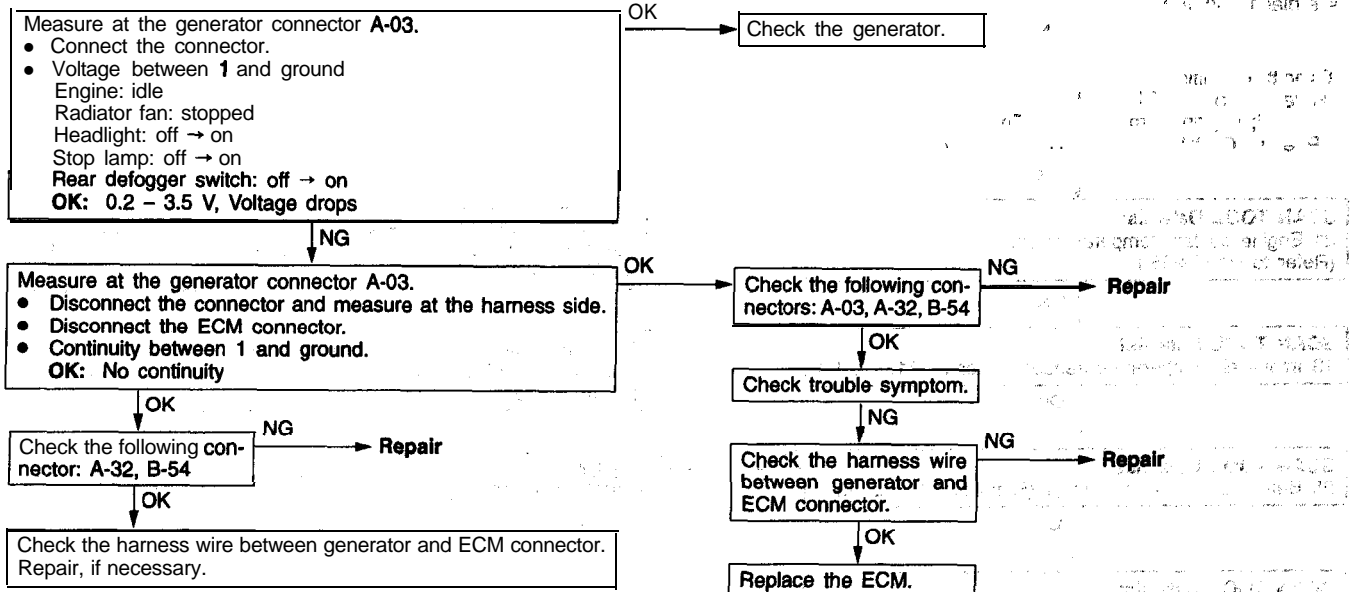 Measure at the generator connector A-03.
● Connect the connector.
● Voltage between 1 and ground
Engine: idle
Radiator fan: stopped
Headlight: off → on
Stop lamp: off → on
Rear defogger switch: off → on
OK: 0.2 – 3.5 V, Voltage drops
OK
Check the generator.
NG
Measure at the generator connector A-03.
● Disconnect the connector and measure at the harness side.
● Disconnect the ECM connector.
● Continuity between 1 and ground.
OK: No continuity
OK
Check the following con-
nectors: A-03, A-32, B-54
NG
Repair
OK
Check trouble symptom.
NG
Check the harness wire
between generator and
ECM connector.
NG
Repair
OK
Replace the ECM.
OK
Check the following con-
nector: A-32, B-54
NG
Repair
OK
Check the harness wire between generator and ECM connector.
Repair, if necessary.